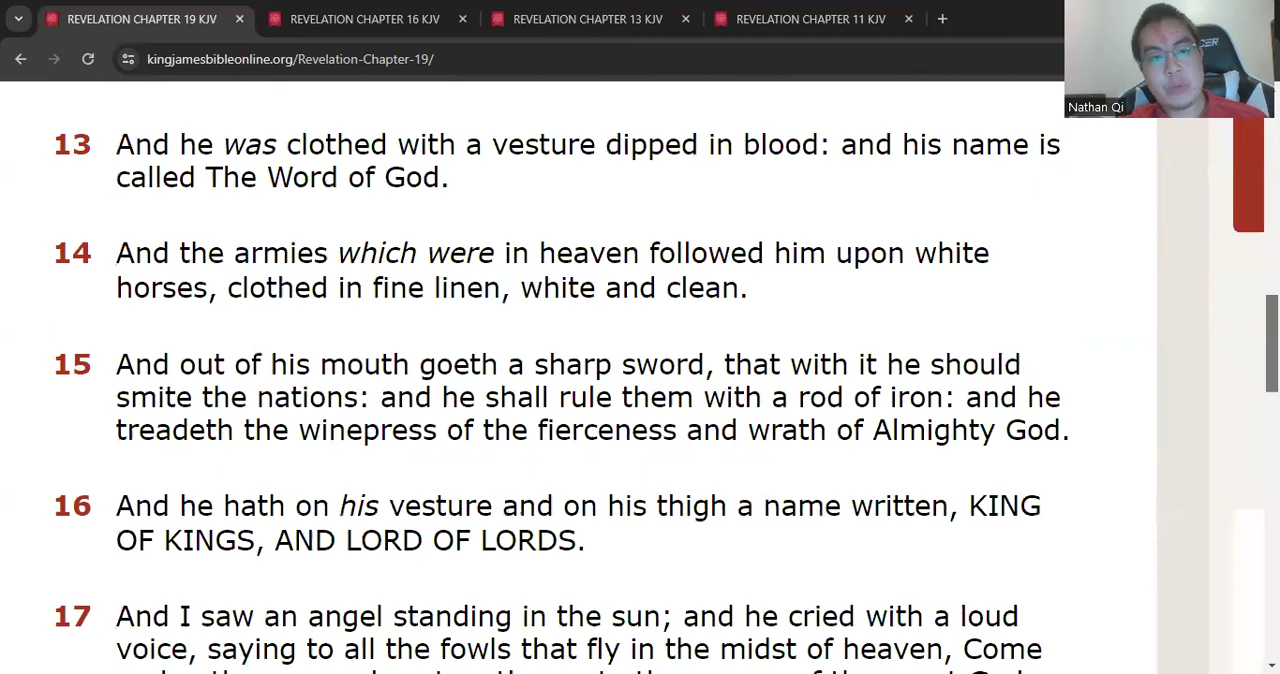 REVELATION CHAPTER 19 KJV
REVELATION CHAPTER 16 KJV
REVELATION CHAPTER 13 KJV
REVELATION CHAPTER 11 KJV
kingjamesbibleonline.org/Revelation-Chapter-19/
Nathan Qi
13 And he was clothed with a vesture dipped in blood: and his name is
called The Word of God.
14 And the armies which were in heaven followed him upon white
horses, clothed in fine linen, white and clean.
15 And out of his mouth goeth a sharp sword, that with it he should
smite the nations: and he shall rule them with a rod of iron: and he
treadeth the winepress of the fierceness and wrath of Almighty God.
16 And he hath on his vesture and on his thigh a name written, KING
OF KINGS, AND LORD OF LORDS.
17 And I saw an angel standing in the sun; and he cried with a loud
voice, saying to all the fowls that fly in the midst of heaven, Come